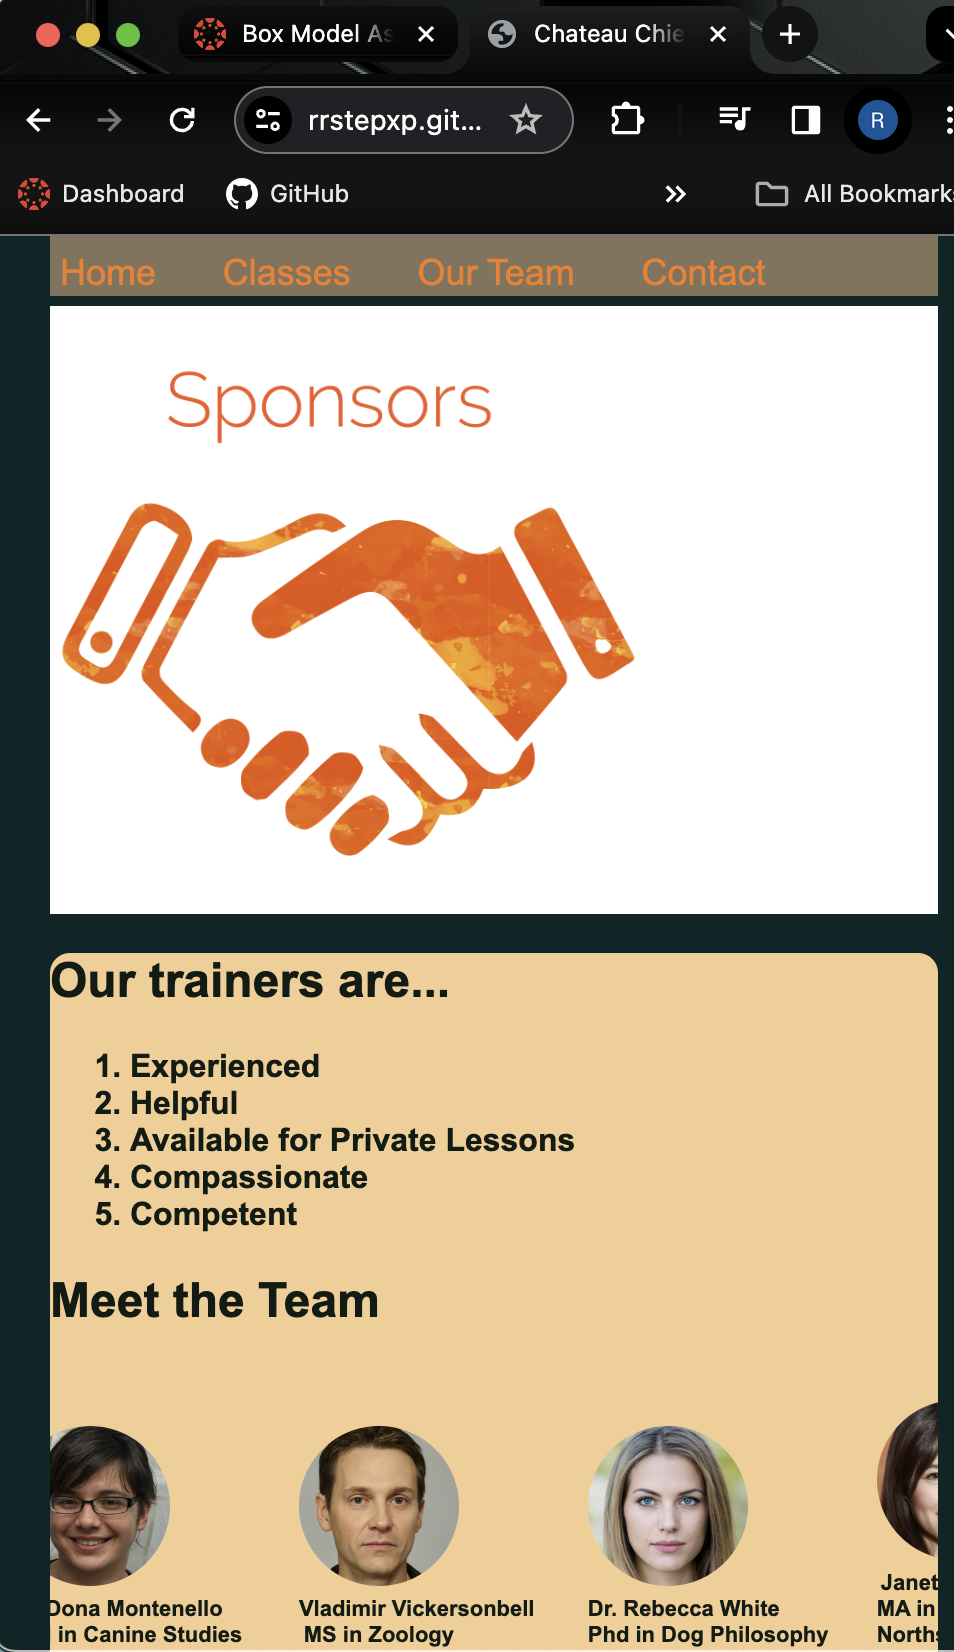 Box Model As
Chateau Chie
rrstepxp.git...
R
Dashboard
GitHub
All Bookmarks
Home
Classes
Our Team
Contact
Sponsors
Our trainers are...
1. Experienced
2. Helpful
3. Available for Private Lessons
4. Compassionate
5. Competent
Meet the Team
Dona Montenello
in Canine Studies
Vladimir Vickersonbell
MS in Zoology
Dr. Rebecca White
Phd in Dog Philosophy
Janet
MA in
Norths